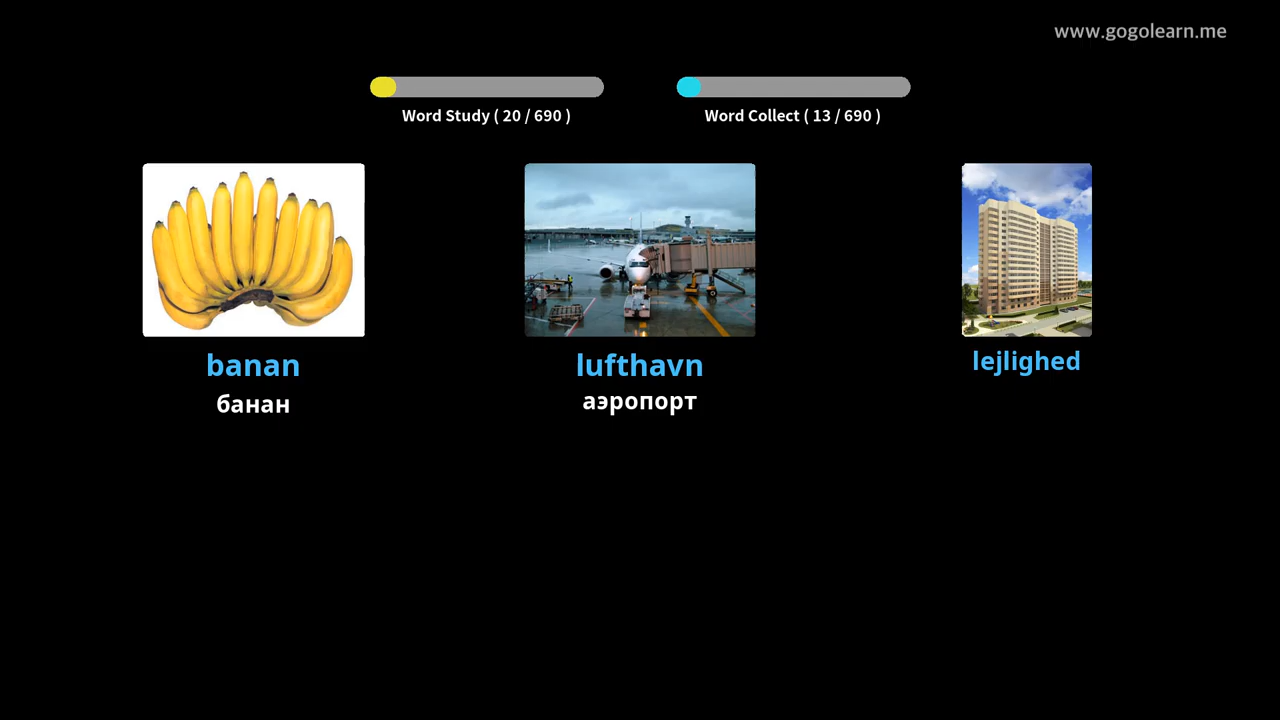 www.gogolearn.me
Word Study ( 20 / 690 )
Word Collect ( 13 / 690 )
banan
банан
lufthavn
аэропорт
lejlighed